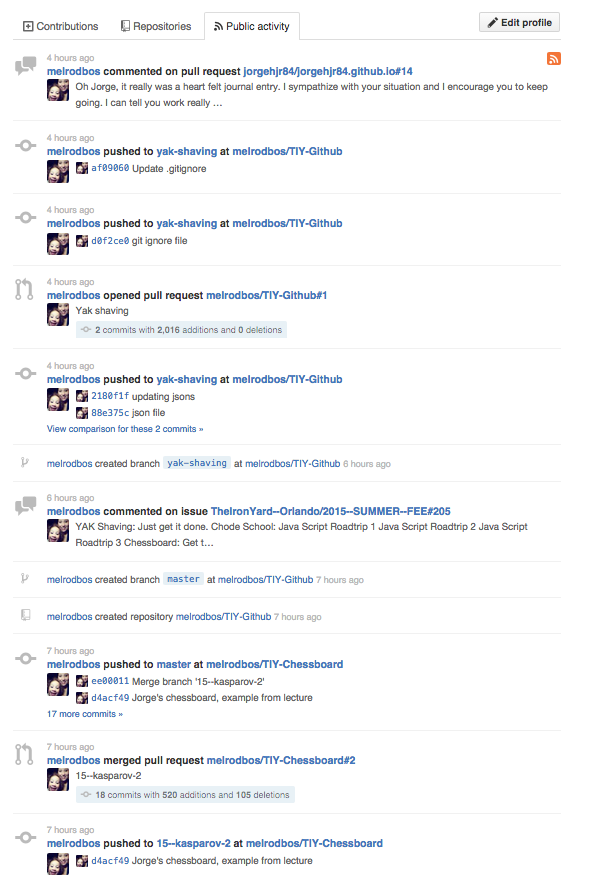 Contributions Repositories Public activity Edit profile
4 hours ago
melrodbos commented on pull request jorgehjr84/jorgehjr84.github.io#14
Oh Jorge, it really was a heart felt journal entry. I sympathize with your situation and I encourage you to keep
going. I can tell you work really …
4 hours ago
melrodbos pushed to yak-shaving at melrodbos/TIY-Github
af09060 Update .gitignore
4 hours ago
melrodbos pushed to yak-shaving at melrodbos/TIY-Github
d0f2ce0 git ignore file
4 hours ago
melrodbos opened pull request melrodbos/TIY-Github#1
Yak shaving
2 commits with 2,016 additions and 0 deletions
4 hours ago
melrodbos pushed to yak-shaving at melrodbos/TIY-Github
2180f1f updating jsons
88e375c json file
View comparison for these 2 commits »
melrodbos created branch yak-shaving at melrodbos/TIY-Github 6 hours ago
6 hours ago
melrodbos commented on issue TheIronYard--Orlando/2015--SUMMER--FEE#205
YAK Shaving: Just get it done. Chode School: Java Script Roadtrip 1 Java Script Roadtrip 2 Java Script
Roadtrip 3 Chessboard: Get t…
melrodbos created branch master at melrodbos/TIY-Github 7 hours ago
melrodbos created repository melrodbos/TIY-Github 7 hours ago
7 hours ago
melrodbos pushed to master at melrodbos/TIY-Chessboard
ee00011 Merge branch '15--kasparov-2'
d4acf49 Jorge's chessboard, example from lecture
17 more commits »
7 hours ago
melrodbos merged pull request melrodbos/TIY-Chessboard#2
15--kasparov-2
18 commits with 520 additions and 105 deletions
7 hours ago
melrodbos pushed to 15--kasparov-2 at melrodbos/TIY-Chessboard
d4acf49 Jorge's chessboard, example from lecture